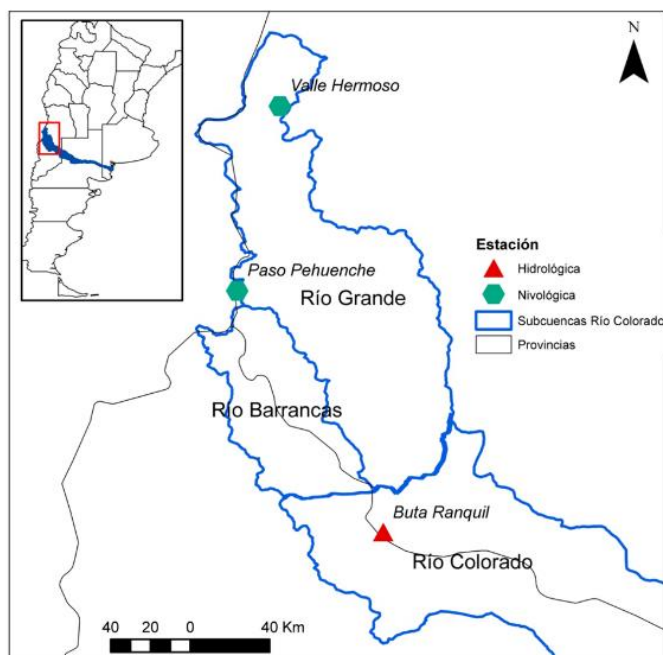 N
Valle Hermoso
Estación
Hidrológica
Nivológica
Subcuencas Río Colorado
Provincias
Paso Pehuenche
Río Grande
Río Barrancas
Buta Ranquil
Río Colorado
40 20 0 40 Km